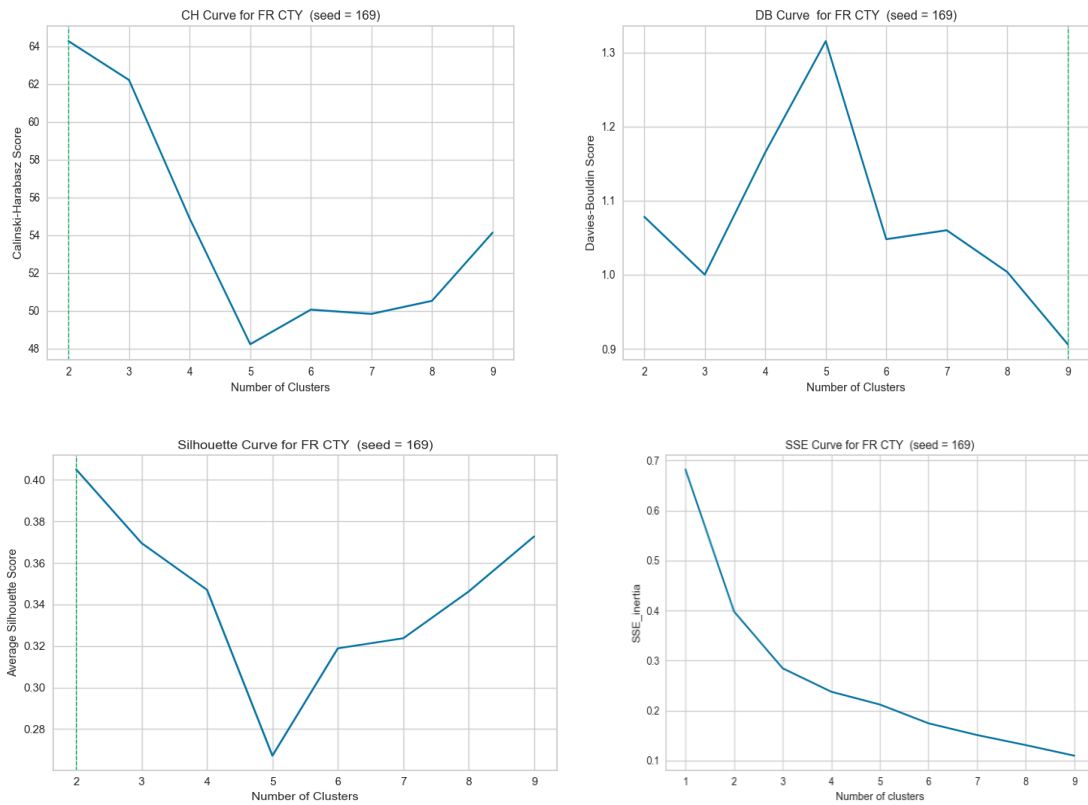 CH Curve for FR CTY (seed = 169)
Calinski-Harabasz Score
64
62
60
58
56
54
52
50
48
2 3 4 5 6 7 8 9
Number of Clusters
DB Curve for FR CTY (seed = 169)
Davies-Bouldin Score
1.3
1.2
1.1
1.0
0.9
2 3 4 5 6 7 8 9
Number of Clusters
Silhouette Curve for FR CTY (seed = 169)
Average Silhouette Score
0.40
0.38
0.36
0.34
0.32
0.30
0.28
2 3 4 5 6 7 8 9
Number of Clusters
SSE Curve for FR CTY (seed = 169)
SSE_inertia
0.7
0.6
0.5
0.4
0.3
0.2
0.1
1 2 3 4 5 6 7 8 9
Number of clusters